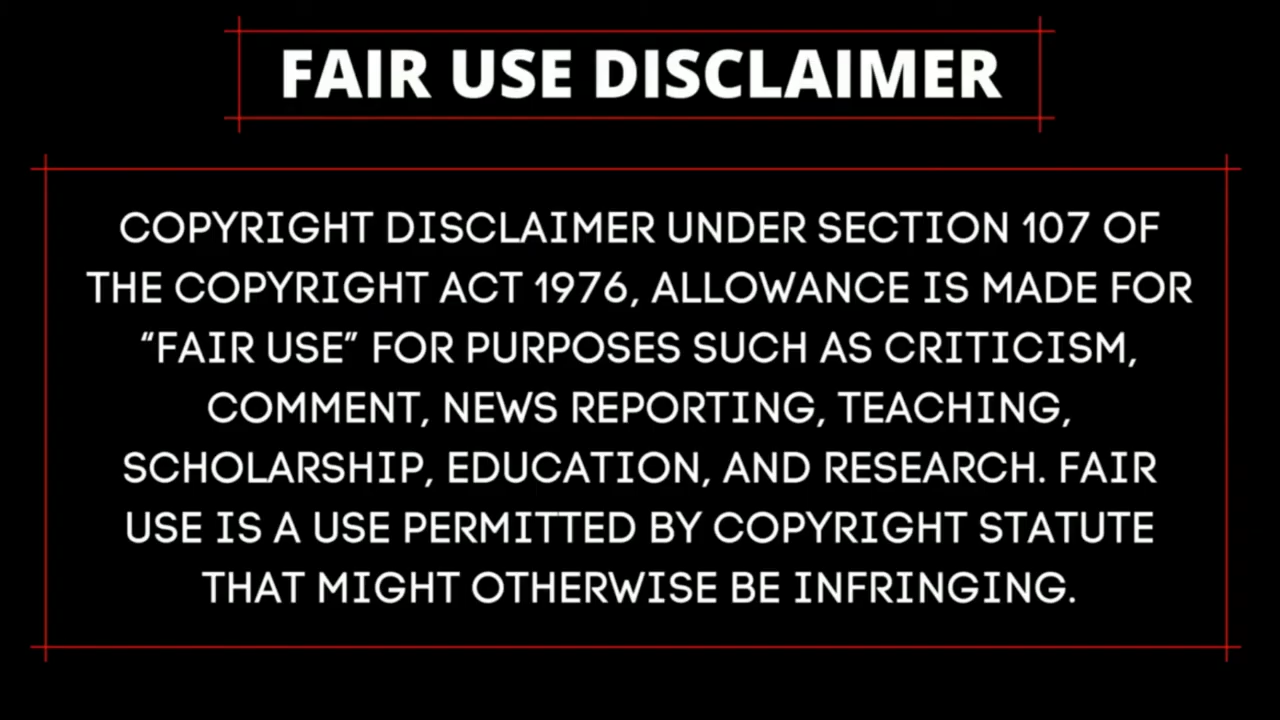 FAIR USE DISCLAIMER
COPYRIGHT DISCLAIMER UNDER SECTION 107 OF
THE COPYRIGHT ACT 1976, ALLOWANCE IS MADE FOR
“FAIR USE” FOR PURPOSES SUCH AS CRITICISM,
COMMENT, NEWS REPORTING, TEACHING,
SCHOLARSHIP, EDUCATION, AND RESEARCH. FAIR
USE IS A USE PERMITTED BY COPYRIGHT STATUTE
THAT MIGHT OTHERWISE BE INFRINGING.